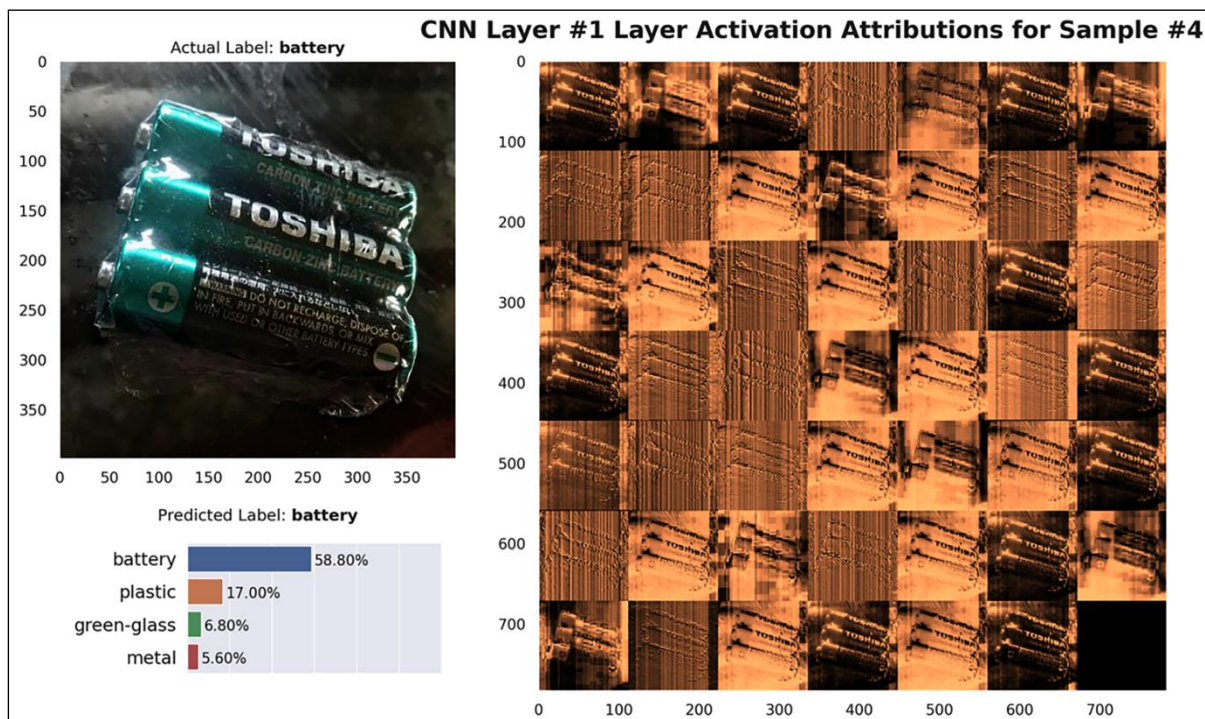 CNN Layer #1 Layer Activation Attributions for Sample #4
Actual Label: battery
0
50
100
150
200
250
300
350
0 50 100 150 200 250 300 350
TOSHIBA
CARBON-ZINC BATTERY
TOSHIBA
CARBON-ZINC BATTERY
WARNING DO NOT RECHARGE, DISPOSE OF
IN FIRE, PUT IN BACKWARDS, OR MIX
WITH USED OR OTHER BATTERY TYPES
Predicted Label: battery
battery 58.80%
plastic 17.00%
green-glass 6.80%
metal 5.60%
0
100
200
300
400
500
600
700
0 100 200 300 400 500 600 700